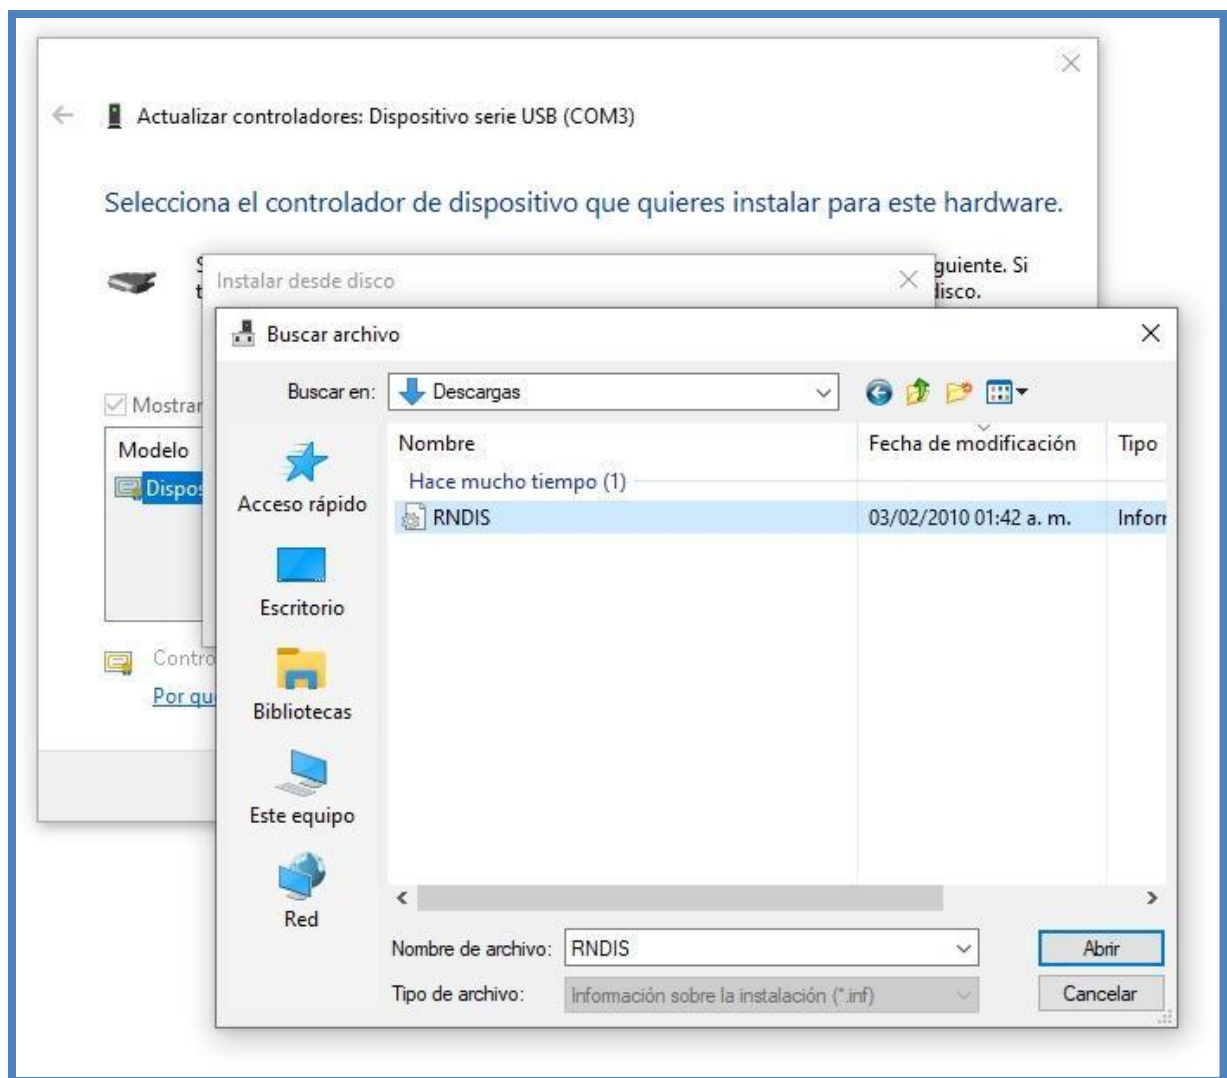 Actualizar controladores: Dispositivo serie USB (COM3)
Selecciona el controlador de dispositivo que quieres instalar para este hardware.
Instalar desde disco
Si
disco.
Buscar archivo
Buscar en: Descargas
Mostrar
Modelo
Nombre Fecha de modificación Tipo
Hace mucho tiempo (1)
RNDIS 03/02/2010 01:42 a. m.
Acceso rápido
Escritorio
Bibliotecas
Por qu
Este equipo
Red
Nombre de archivo: RNDIS Abrir
Tipo de archivo: Información sobre la instalación (*.inf) Cancelar